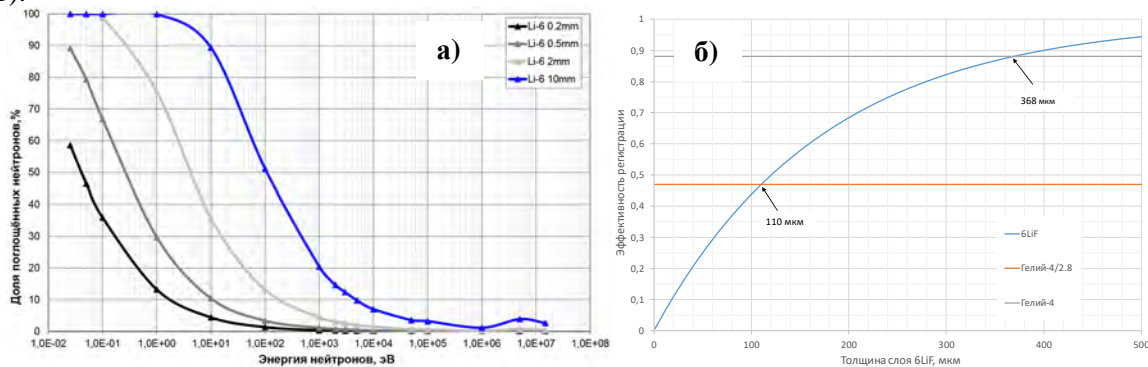 а)
Li-6 0.2mm
Li-6 0.5mm
Li-6 2mm
Li-6 10mm
Доля поглощённых нейтронов,%
100
90
80
70
60
50
40
30
20
10
0
1,0E-02 1,0E-01 1,0E+00 1,0E+01 1,0E+02 1,0E+03 1,0E+04 1,0E+05 1,0E+06 1,0E+07 1,0E+08
Энергия нейтронов, эВ
б)
Эффективность регистрации
1
0,9
0,8
0,7
0,6
0,5
0,4
0,3
0,2
0,1
0
368 мкм
110 мкм
6LiF
Гелий-4/2.8
Гелий-4
0 100 200 300 400 500
Толщина слоя 6LiF, мкм